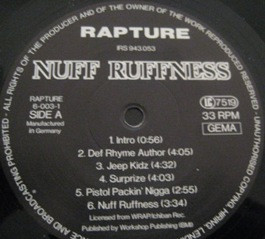 ALL RIGHTS OF THE PRODUCER AND OF THE OWNER OF THE WORK REPRODUCED RESERVED
RAPTURE
IRS 943.053
NUFF RUFFNESS
RAPTURE
6-003-1
SIDE A
Manufactured
in Germany
LC 7519
33 RPM
GEMA
1. Intro (0:56)
2. Def Rhyme Author (4:05)
3. Jeep Kidz (4:32)
4. Surprize (4:03)
5. Pistol Packin' Nigga (2:55)
6. Nuff Ruffness (3:34)
Licensed from WRAP/Ichiban Rec.
Published by Workshop Publishing (BMI)
UNAUTHORISED COPYING, HIRING,
AND BROADCASTING PROHIBITED